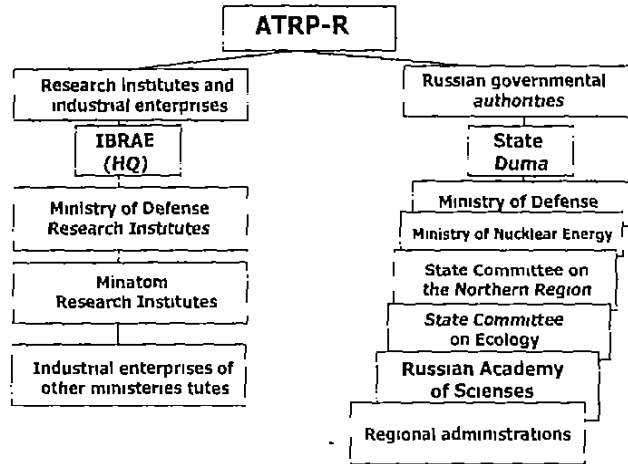 ATRP-R
Research institutes and
industrial enterprises
IBRAE
(HQ)
Ministry of Defense
Research Institutes
Minatom
Research Institutes
Industrial enterprises of
other ministeries tutes
Russian governmental
authorities
State
Duma
Ministry of Defense
Ministry of Nucklear Energy
State Committee on
the Northern Region
State Committee
on Ecology
Russian Academy
of Scienses
Regional administrations